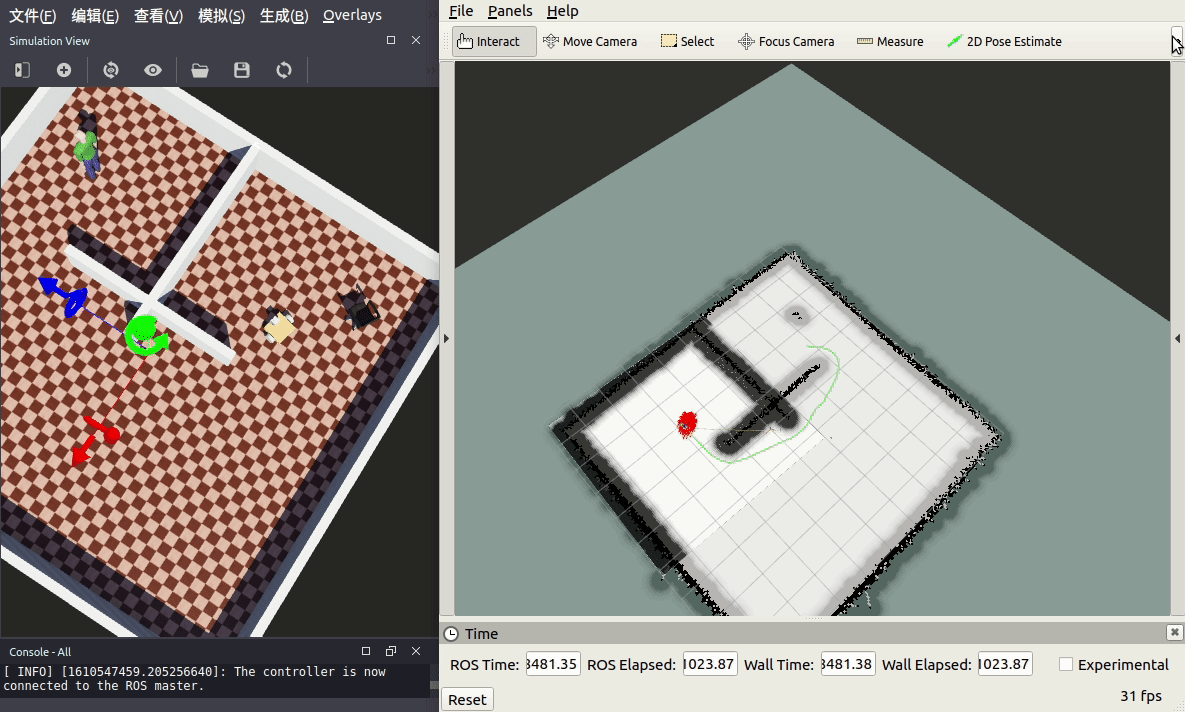 文件(F) 编辑(E) 查看(V) 模拟(S) 生成(B) Overlays
Simulation View
Console - All
[ INFO] [1610547459.205256640]: The controller is now
connected to the ROS master.
File Panels Help
Interact Move Camera Select Focus Camera Measure 2D Pose Estimate
Time
ROS Time: 3481.35 ROS Elapsed: 1023.87 Wall Time: 3481.38 Wall Elapsed: 1023.87 Experimental
Reset 31 fps